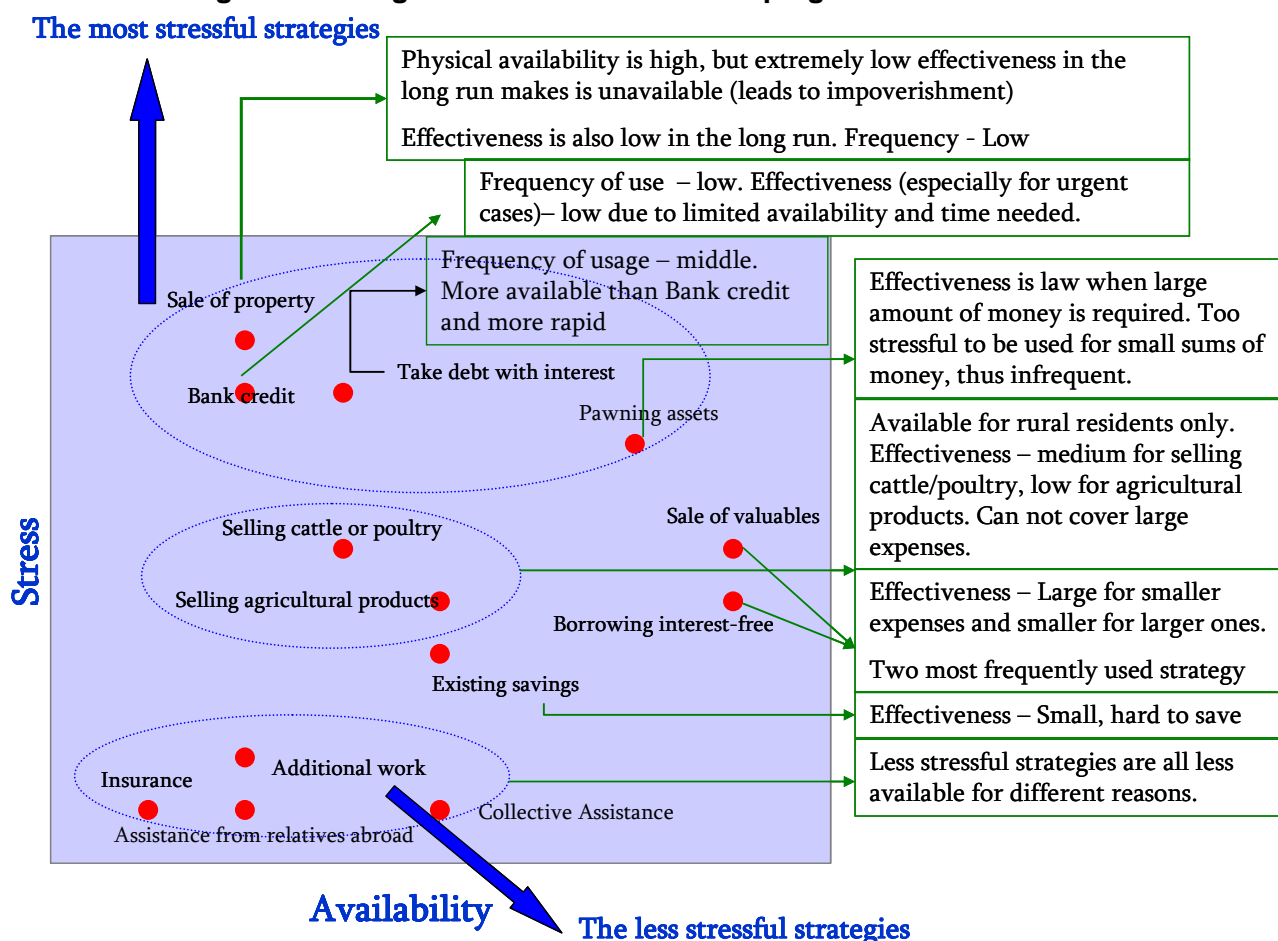 The most stressful strategies
Physical availability is high, but extremely low effectiveness in the
long run makes is unavailable (leads to impoverishment)
Effectiveness is also low in the long run. Frequency - Low
Frequency of use – low. Effectiveness (especially for urgent
cases)– low due to limited availability and time needed.
Frequency of usage – middle.
More available than Bank credit
and more rapid
Effectiveness is law when large
amount of money is required. Too
stressful to be used for small sums of
money, thus infrequent.
Sale of property
Take debt with interest
Bank credit
Pawning assets
Available for rural residents only.
Effectiveness – medium for selling
cattle/poultry, low for agricultural
products. Can not cover large
expenses.
Stress
Selling cattle or poultry
Sale of valuables
Selling agricultural products
Borrowing interest-free
Effectiveness – Large for smaller
expenses and smaller for larger ones.
Two most frequently used strategy
Existing savings
Effectiveness – Small, hard to save
Less stressful strategies are all less
available for different reasons.
Additional work
Insurance
Collective Assistance
Assistance from relatives abroad
Availability
The less stressful strategies